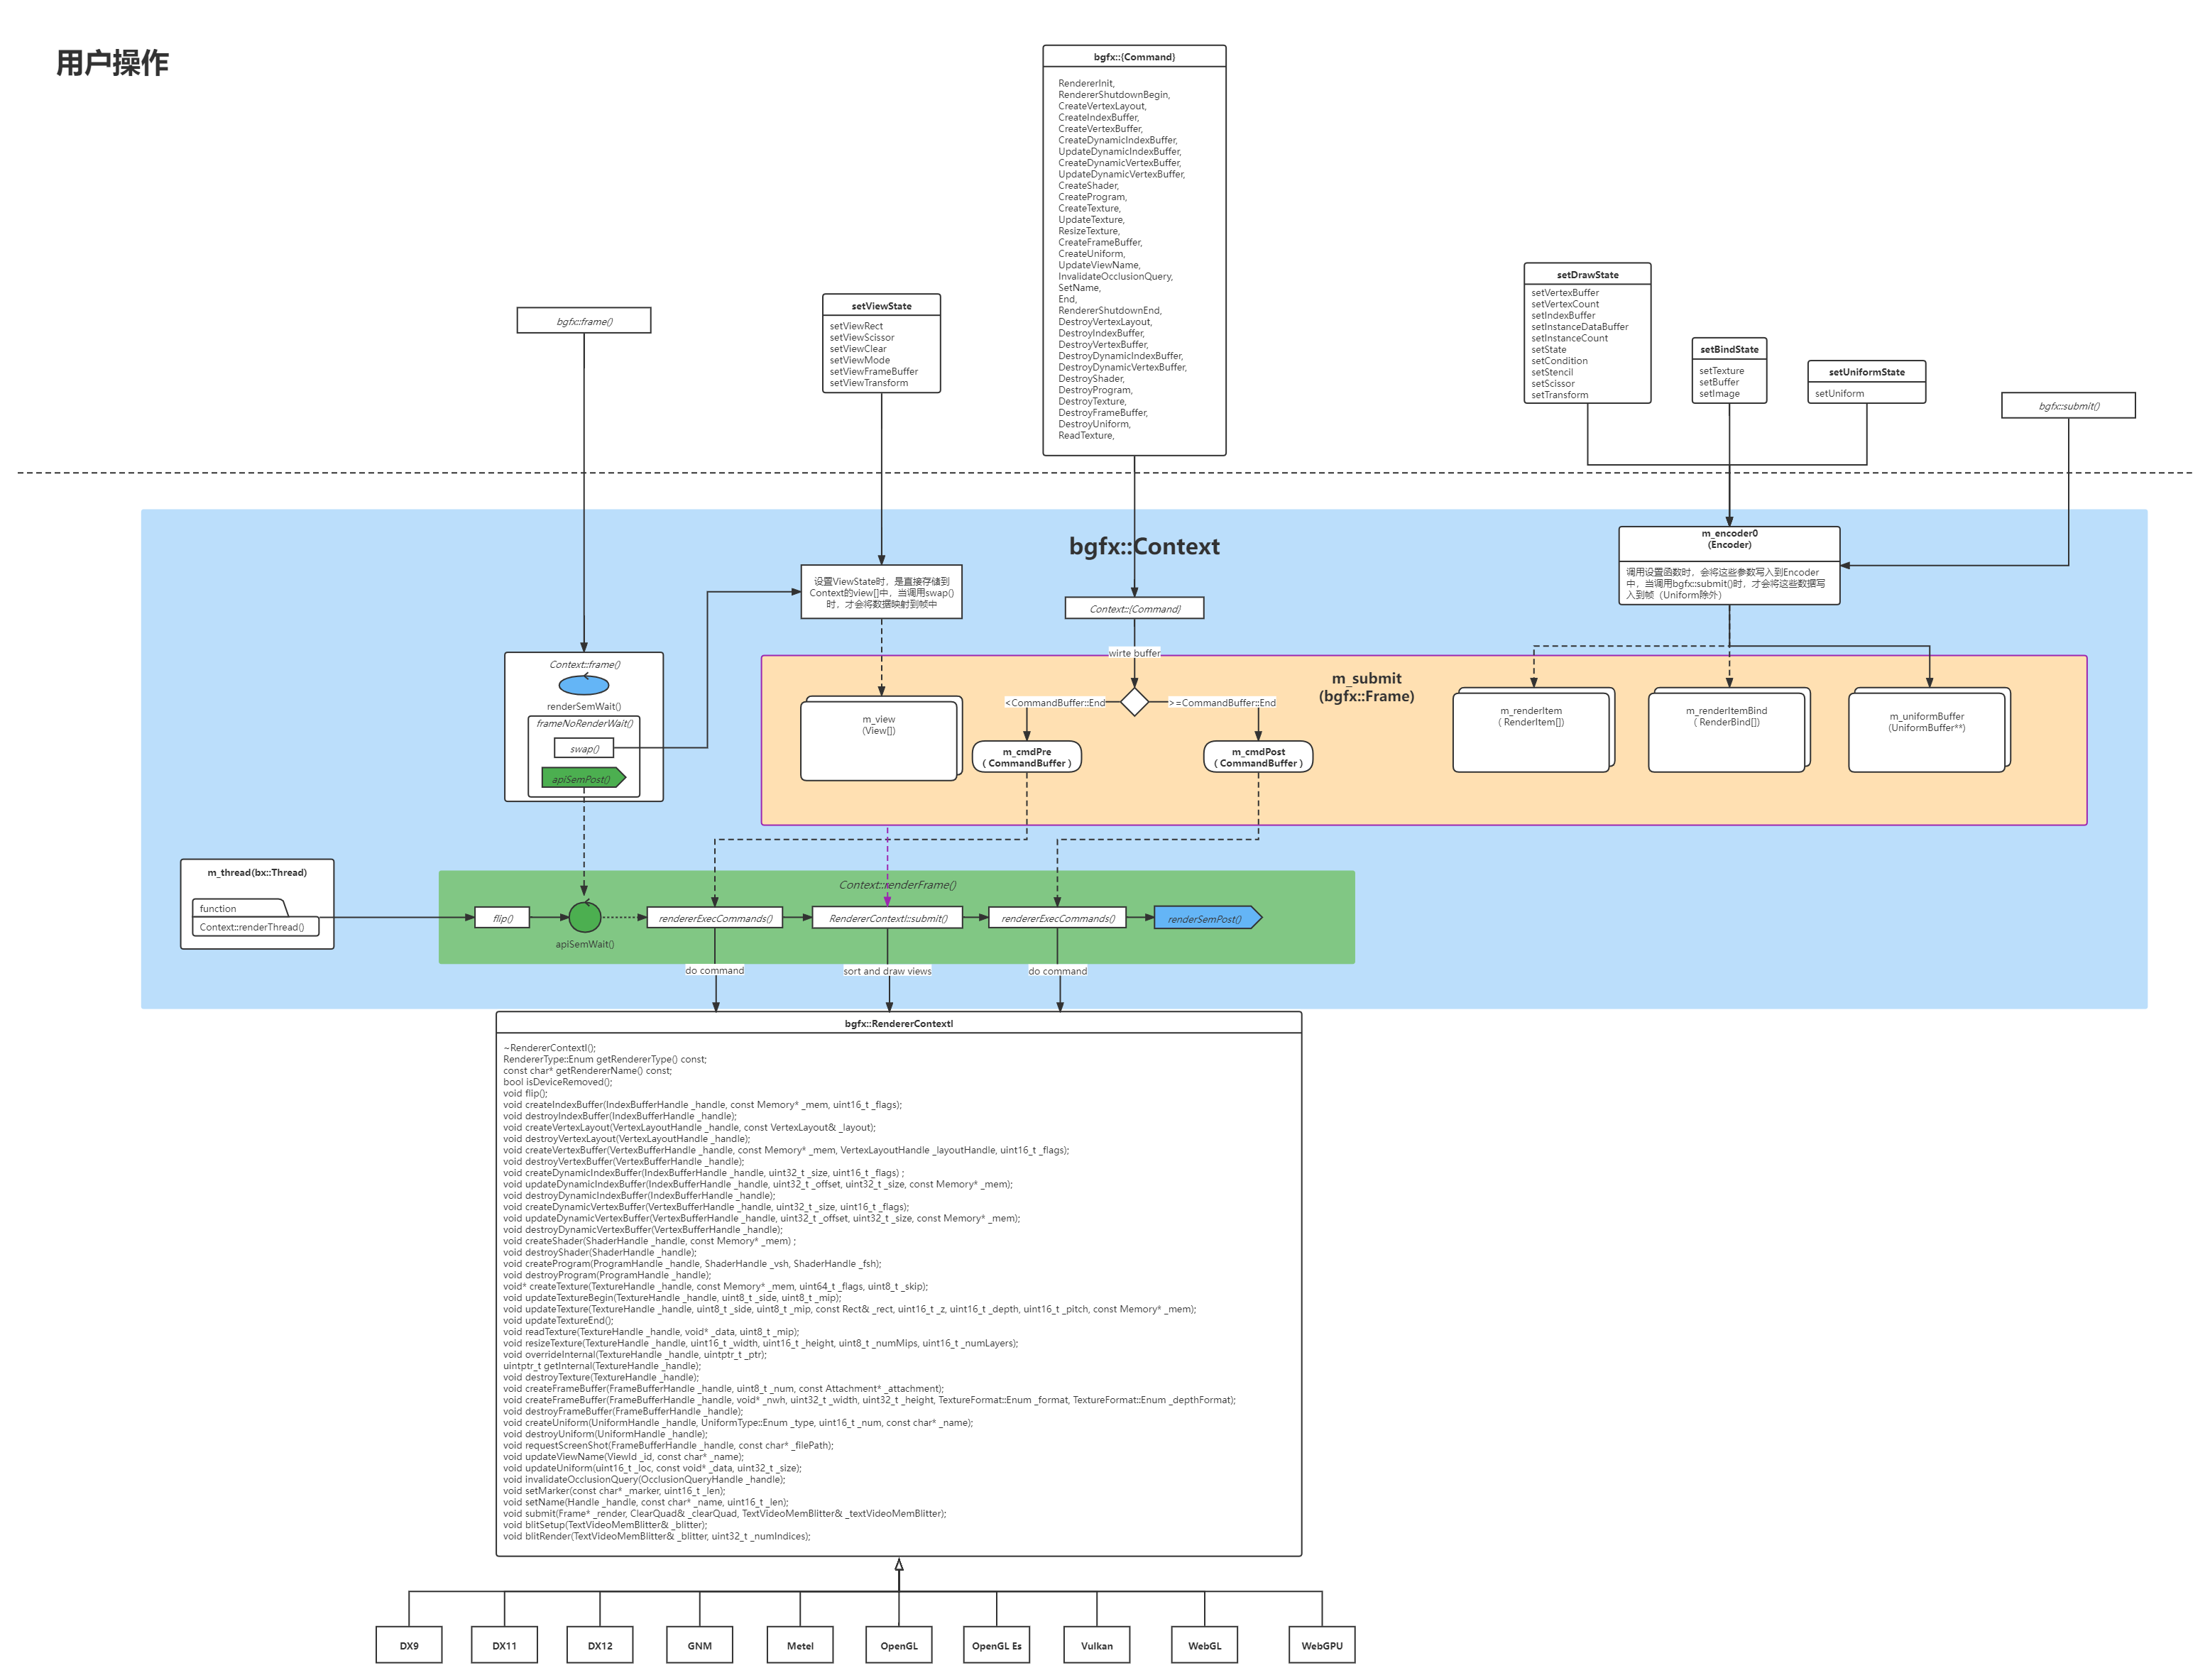 用户操作
bgfx::{Command}
RendererInit,
RendererShutdownBegin,
CreateVertexLayout,
CreateIndexBuffer,
CreateVertexBuffer,
CreateDynamicIndexBuffer,
UpdateDynamicIndexBuffer,
CreateDynamicVertexBuffer,
UpdateDynamicVertexBuffer,
CreateShader,
CreateProgram,
CreateTexture,
UpdateTexture,
ResizeTexture,
CreateFrameBuffer,
CreateUniform,
UpdateViewName,
InvalidateOcclusionQuery,
SetName,
End,
RendererShutdownEnd,
DestroyVertexLayout,
DestroyIndexBuffer,
DestroyVertexBuffer,
DestroyDynamicIndexBuffer,
DestroyDynamicVertexBuffer,
DestroyShader,
DestroyProgram,
DestroyTexture,
DestroyFrameBuffer,
DestroyUniform,
ReadTexture,
bgfx::frame()
setViewState
setViewRect
setViewScissor
setViewClear
setViewMode
setViewFrameBuffer
setViewTransform
setDrawState
setVertexBuffer
setVertexCount
setIndexBuffer
setInstanceDataBuffer
setInstanceCount
setState
setCondition
setStencil
setScissor
setTransform
setBindState
setTexture
setBuffer
setImage
setUniformState
setUniform
bgfx::submit()
bgfx::Context
设置ViewState时，是直接存储到
Context的view[]中，当调用swap()
时，才会将数据映射到帧中
Context::{Command}
m_encoder0
(Encoder)
调用设置函数时，会将这些参数写入到Encoder
中，当调用bgfx::submit()时，才会将这些数据写
入到帧（Uniform除外）
Context::frame()
renderSemWait()
frameNoRenderWait()
swap()
apiSemPost()
wirte buffer
m_submit
(bgfx::Frame)
<CommandBuffer::End
>=CommandBuffer::End
m_view
(View[])
m_cmdPre
( CommandBuffer )
m_cmdPost
( CommandBuffer )
m_renderItem
( RenderItem[])
m_renderItemBind
( RenderBind[])
m_uniformBuffer
(UniformBuffer**)
m_thread(bx::Thread)
function
Context::renderThread()
Context::renderFrame()
flip()
apiSemWait()
rendererExecCommands()
RendererContextI::submit()
rendererExecCommands()
renderSemPost()
do command
sort and draw views
do command
bgfx::RendererContextI
~RendererContextI();
RendererType::Enum getRendererType() const;
const char* getRendererName() const;
bool isDeviceRemoved();
void flip();
void createIndexBuffer(IndexBufferHandle _handle, const Memory* _mem, uint16_t _flags);
void destroyIndexBuffer(IndexBufferHandle _handle);
void createVertexLayout(VertexLayoutHandle _handle, const VertexLayout& _layout);
void destroyVertexLayout(VertexLayoutHandle _handle);
void createVertexBuffer(VertexBufferHandle _handle, const Memory* _mem, VertexLayoutHandle _layoutHandle, uint16_t _flags);
void destroyVertexBuffer(VertexBufferHandle _handle);
void createDynamicIndexBuffer(IndexBufferHandle _handle, uint32_t _size, uint16_t _flags) ;
void updateDynamicIndexBuffer(IndexBufferHandle _handle, uint32_t _offset, uint32_t _size, const Memory* _mem);
void destroyDynamicIndexBuffer(IndexBufferHandle _handle);
void createDynamicVertexBuffer(VertexBufferHandle _handle, uint32_t _size, uint16_t _flags);
void updateDynamicVertexBuffer(VertexBufferHandle _handle, uint32_t _offset, uint32_t _size, const Memory* _mem);
void destroyDynamicVertexBuffer(VertexBufferHandle _handle);
void createShader(ShaderHandle _handle, const Memory* _mem) ;
void destroyShader(ShaderHandle _handle);
void createProgram(ProgramHandle _handle, ShaderHandle _vsh, ShaderHandle _fsh);
void destroyProgram(ProgramHandle _handle);
void* createTexture(TextureHandle _handle, const Memory* _mem, uint64_t _flags, uint8_t _skip);
void updateTextureBegin(TextureHandle _handle, uint8_t _side, uint8_t _mip);
void updateTexture(TextureHandle _handle, uint8_t _side, uint8_t _mip, const Rect& _rect, uint16_t _z, uint16_t _depth, uint16_t _pitch, const Memory* _mem);
void updateTextureEnd();
void readTexture(TextureHandle _handle, void* _data, uint8_t _mip);
void resizeTexture(TextureHandle _handle, uint16_t _width, uint16_t _height, uint8_t _numMips, uint16_t _numLayers);
void overrideInternal(TextureHandle _handle, uintptr_t _ptr);
uintptr_t getInternal(TextureHandle _handle);
void destroyTexture(TextureHandle _handle);
void createFrameBuffer(FrameBufferHandle _handle, uint8_t _num, const Attachment* _attachment);
void createFrameBuffer(FrameBufferHandle _handle, void* _nwh, uint32_t _width, uint32_t _height, TextureFormat::Enum _format, TextureFormat::Enum _depthFormat);
void destroyFrameBuffer(FrameBufferHandle _handle);
void createUniform(UniformHandle _handle, UniformType::Enum _type, uint16_t _num, const char* _name);
void destroyUniform(UniformHandle _handle);
void requestScreenShot(FrameBufferHandle _handle, const char* _filePath);
void updateViewName(ViewId _id, const char* _name);
void updateUniform(uint16_t _loc, const void* _data, uint32_t _size);
void invalidateOcclusionQuery(OcclusionQueryHandle _handle);
void setMarker(const char* _marker, uint16_t _len);
void setName(Handle _handle, const char* _name, uint16_t _len);
void submit(Frame* _render, ClearQuad& _clearQuad, TextVideoMemBlitter& _textVideoMemBlitter);
void blitSetup(TextVideoMemBlitter& _blitter);
void blitRender(TextVideoMemBlitter& _blitter, uint32_t _numIndices);
DX9
DX11
DX12
GNM
Metel
OpenGL
OpenGL Es
Vulkan
WebGL
WebGPU